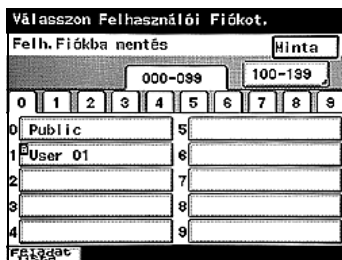 Válasszon Felhasználói Fiókot.
Felh.Fiókba mentés Minta
000-099 100-199
0 1 2 3 4 5 6 7 8 9
0 Public 5
1 User 01 6
2 7
3 8
4 9
Feladat
lista